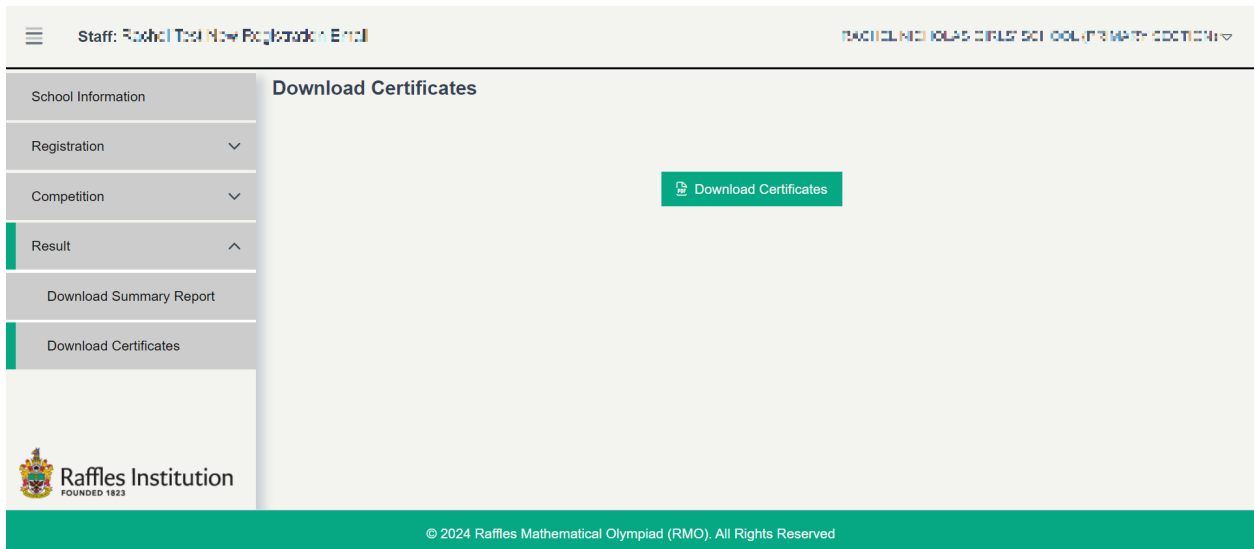 Staff:
School Information
Download Certificates
Registration
Competition
Download Certificates
Result
Download Summary Report
Download Certificates
Raffles Institution
FOUNDED 1823
© 2024 Raffles Mathematical Olympiad (RMO). All Rights Reserved